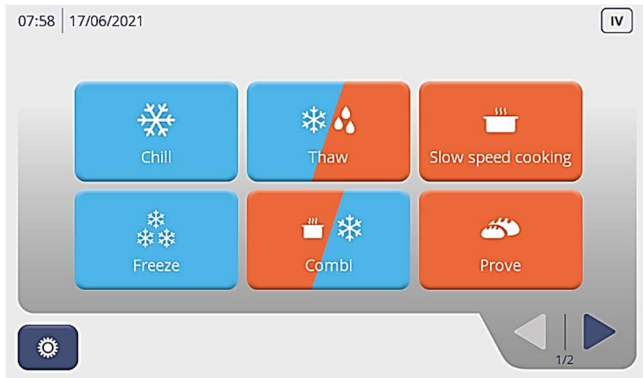 07:58 17/06/2021 IV
Chill Thaw Slow speed cooking
Freeze Combi Prove
1/2